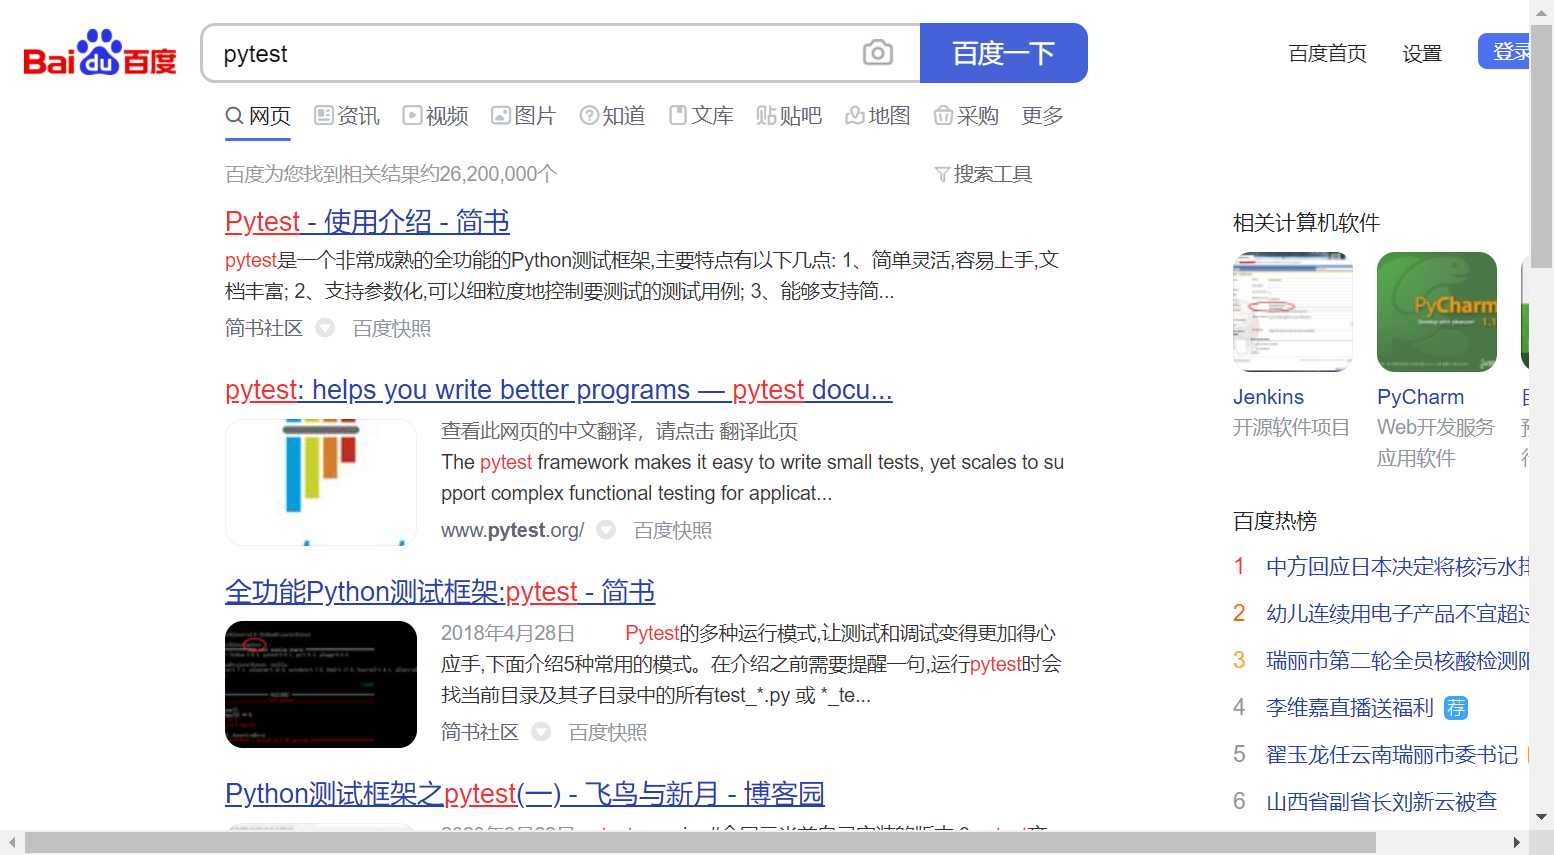 Bai du 百度
pytest
百度一下
百度首页 设置 登录
网页 资讯 视频 图片 知道 文库 贴吧 地图 采购 更多
百度为您找到相关结果约26,200,000个
搜索工具
Pytest - 使用介绍 - 简书
pytest是一个非常成熟的全功能的Python测试框架,主要特点有以下几点: 1、简单灵活,容易上手,文
档丰富; 2、支持参数化,可以细粒度地控制要测试的测试用例; 3、能够支持简...
简书社区 百度快照
pytest: helps you write better programs — pytest docu...
查看此网页的中文翻译，请点击 翻译此页
The pytest framework makes it easy to write small tests, yet scales to su
pport complex functional testing for applicat...
www.pytest.org/ 百度快照
全功能Python测试框架:pytest - 简书
2018年4月28日 Pytest的多种运行模式,让测试和调试变得更加得心
应手,下面介绍5种常用的模式。在介绍之前需要提醒一句,运行pytest时会
找当前目录及其子目录中的所有test_*.py 或 *_te...
简书社区 百度快照
Python测试框架之pytest(一) - 飞鸟与新月 - 博客园
相关计算机软件
PyCharm
1.1
Jenkins
开源软件项目
PyCharm
Web开发服务
应用软件
百度热榜
1 中方回应日本决定将核污水排
2 幼儿连续用电子产品不宜超过
3 瑞丽市第二轮全员核酸检测阳
4 李维嘉直播送福利 荐
5 翟玉龙任云南瑞丽市委书记
6 山西省副省长刘新云被查